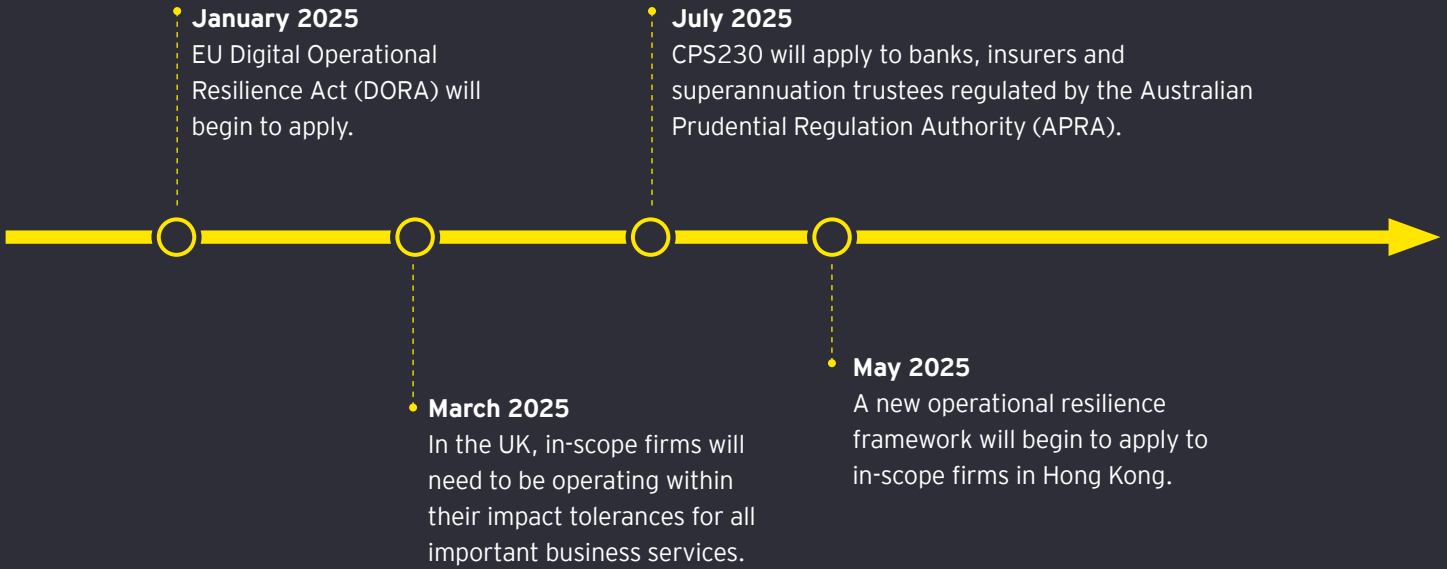 January 2025
EU Digital Operational
Resilience Act (DORA) will
begin to apply.
March 2025
In the UK, in-scope firms will
need to be operating within
their impact tolerances for all
important business services.
July 2025
CPS230 will apply to banks, insurers and
superannuation trustees regulated by the Australian
Prudential Regulation Authority (APRA).
May 2025
A new operational resilience
framework will begin to apply to
in-scope firms in Hong Kong.